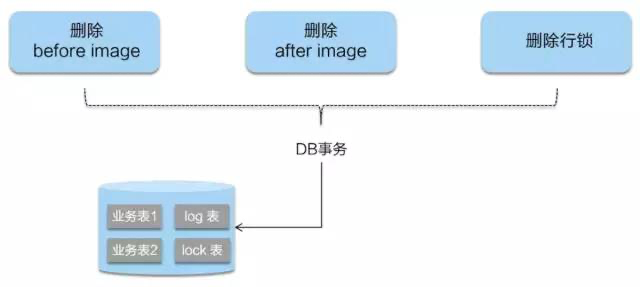 删除
before image
删除
after image
删除行锁
DB事务
业务表1
log 表
业务表2
lock 表